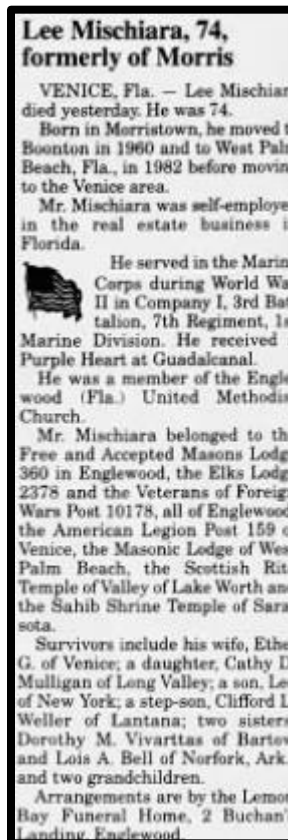 Lee Mischiara, 74,
formerly of Morris
VENICE, Fla. — Lee Mischiar
died yesterday. He was 74.
Born in Morristown, he moved t
Boonton in 1960 and to West Paln
Beach, Fla., in 1982 before movin
to the Venice area.
Mr. Mischiara was self-employe
in the real estate business i
Florida.
He served in the Marin
Corps during World Wa
II in Company I, 3rd Bat
talion, 7th Regiment, 1s
Marine Division. He received
Purple Heart at Guadalcanal.
He was a member of the Engle
wood (Fla.) United Methodis
Church.
Mr. Mischiara belonged to th
Free and Accepted Masons Lodg
360 in Englewood, the Elks Lodg
2378 and the Veterans of Foreig
Wars Post 10178, all of Englewood
the American Legion Post 159 o
Venice, the Masonic Lodge of Wes
Palm Beach, the Scottish Rit
Temple of Valley of Lake Worth and
the Sahib Shrine Temple of Sara
sota.
Survivors include his wife, Ethe
G. of Venice; a daughter, Cathy D
Mulligan of Long Valley; a son, Lee
of New York; a step-son, Clifford L
Weller of Lantana; two sisters
Dorothy M. Vivarttas of Bartow
and Lois A. Bell of Norfork, Ark.
and two grandchildren.
Arrangements are by the Lemon
Bay Funeral Home, 2 Buchan's
Landing, Englewood.